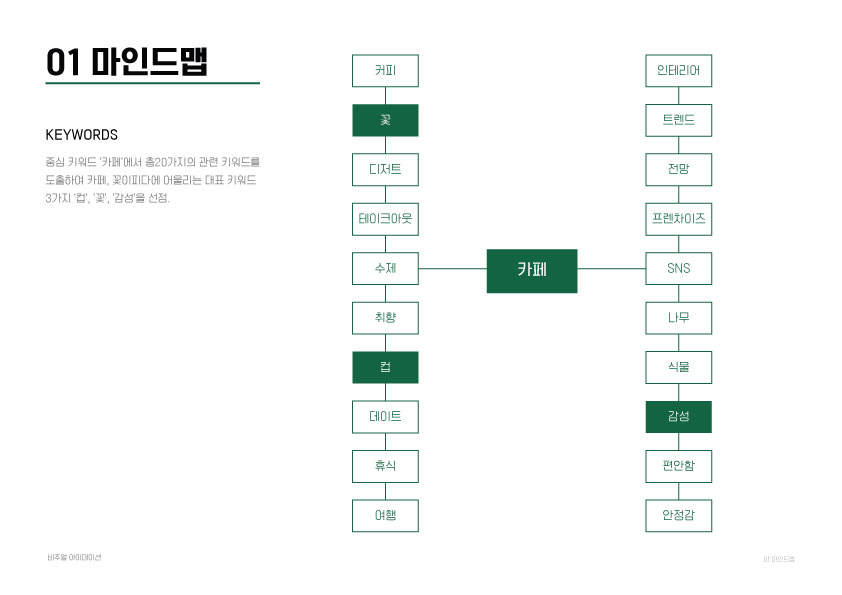 01 마인드맵
KEYWORDS
중심 키워드 '카페'에서 총20가지의 관련 키워드를
도출하여 카페, 꽃이피다에 어울리는 대표 키워드
3가지 '컵', '꽃', '감성'을 선정.
커피
꽃
디저트
테이크아웃
수제
취향
컵
데이트
휴식
여행
카페
인테리어
트렌드
전망
프렌차이즈
SNS
나무
식물
감성
편안함
안정감
비주얼 아이데이션
01 마인드맵